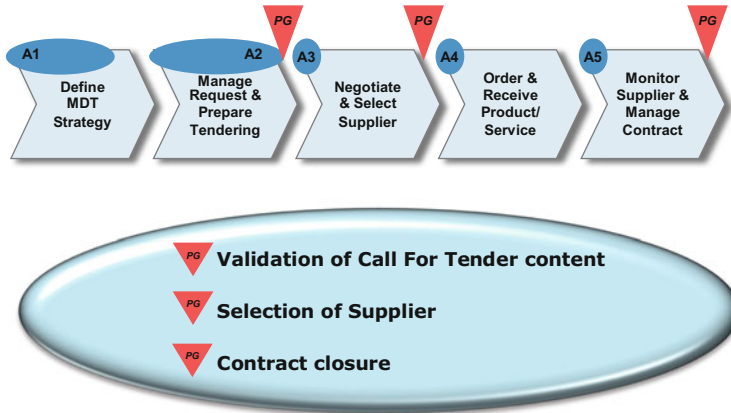 PG PG PG
A1 A2 A3 A4 A5
Define
MDT
Strategy
Manage
Request &
Prepare
Tendering
Negotiate
& Select
Supplier
Order &
Receive
Product/
Service
Monitor
Supplier &
Manage
Contract
PG Validation of Call For Tender content
PG Selection of Supplier
PG Contract closure